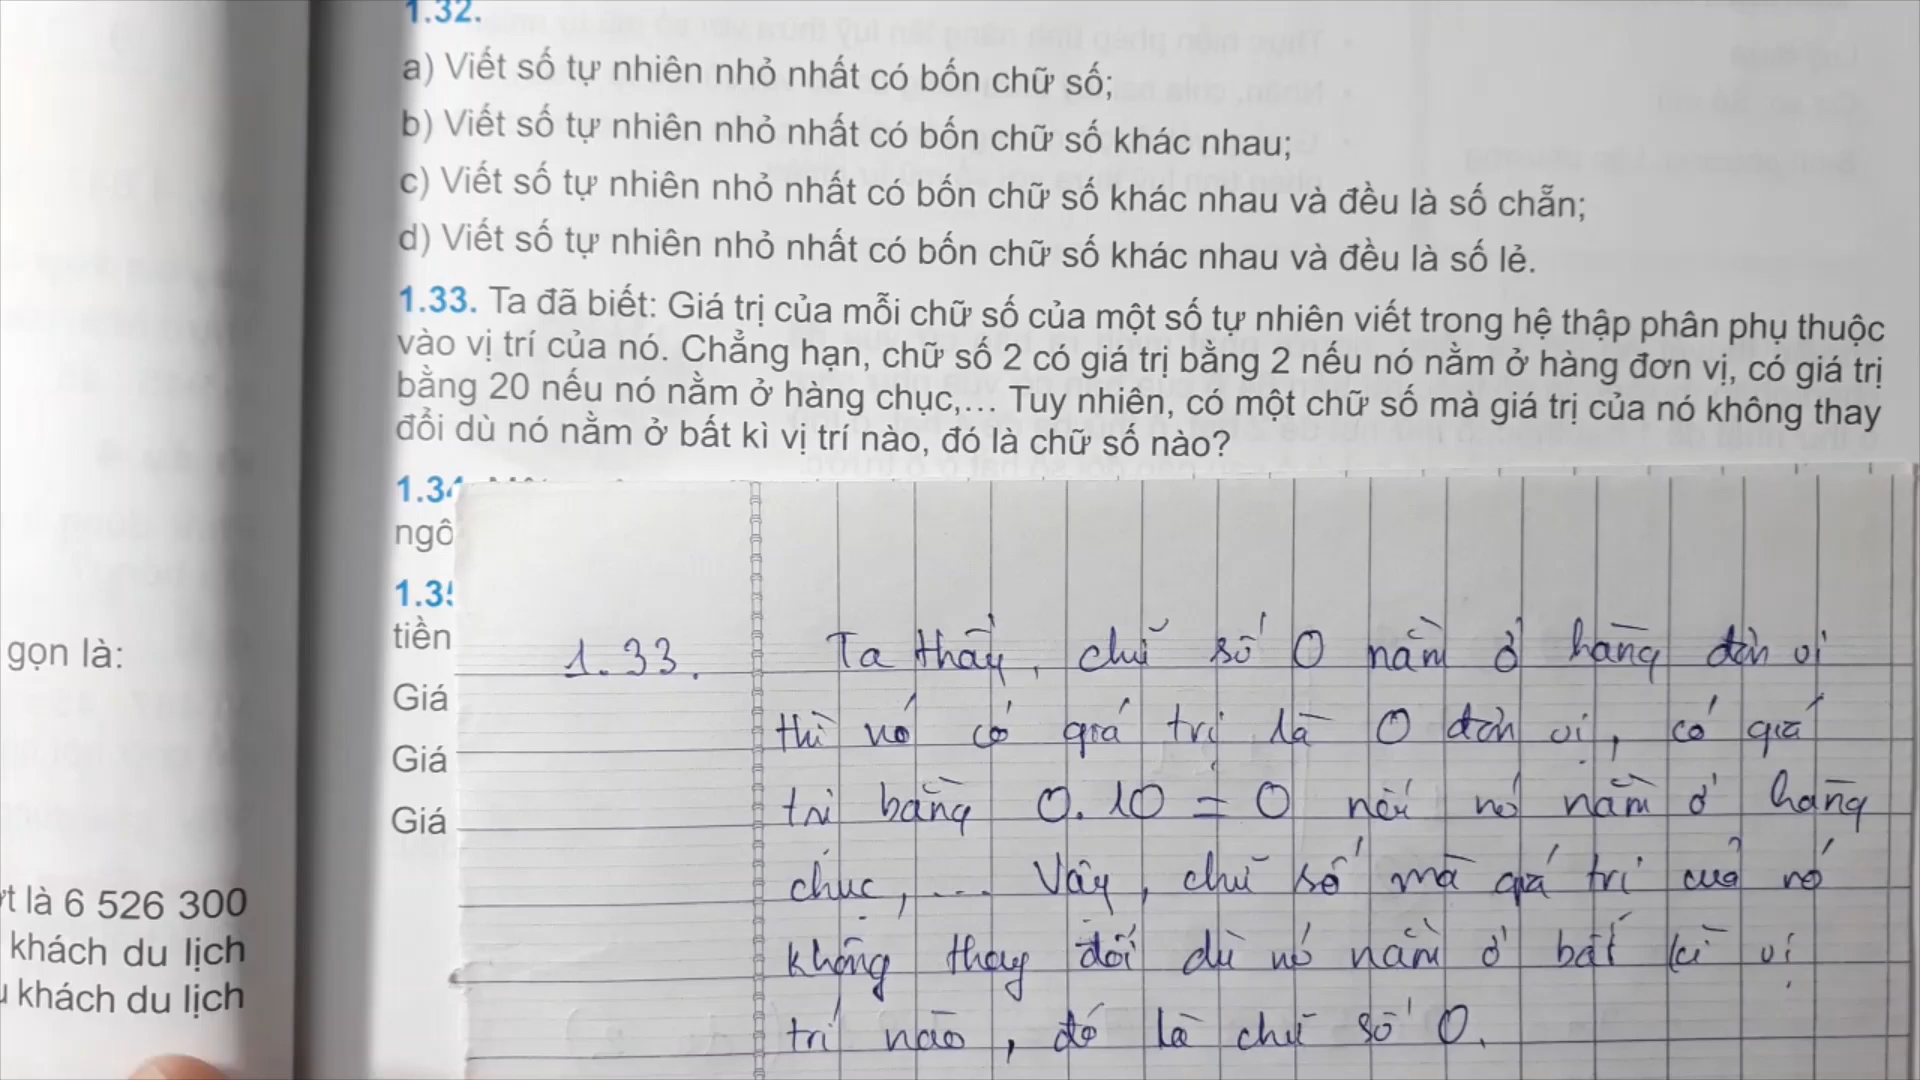 1.32.
a) Viết số tự nhiên nhỏ nhất có bốn chữ số;
b) Viết số tự nhiên nhỏ nhất có bốn chữ số khác nhau;
c) Viết số tự nhiên nhỏ nhất có bốn chữ số khác nhau và đều là số chẵn;
d) Viết số tự nhiên nhỏ nhất có bốn chữ số khác nhau và đều là số lẻ.
1.33. Ta đã biết: Giá trị của mỗi chữ số của một số tự nhiên viết trong hệ thập phân phụ thuộc
vào vị trí của nó. Chẳng hạn, chữ số 2 có giá trị bằng 2 nếu nó nằm ở hàng đơn vị, có giá trị
bằng 20 nếu nó nằm ở hàng chục,... Tuy nhiên, có một chữ số mà giá trị của nó không thay
đổi dù nó nằm ở bất kì vị trí nào, đó là chữ số nào?
1.34
ngô
1.35
tiền
Giá
Giá
Giá
gọn là:
ợt là 6 526 300
khách du lịch
khách du lịch
1.33. Ta thấy, chữ số 0 nằm ở hàng đơn vị
thì nó có giá trị là 0 đơn vị, có giá
trị bằng 0.10 = 0 nếu nó nằm ở hàng
chục, ... Vậy, chữ số mà giá trị của nó
không thay đổi dù nó nằm ở bất kì vị
trí nào, đó là chữ số 0.